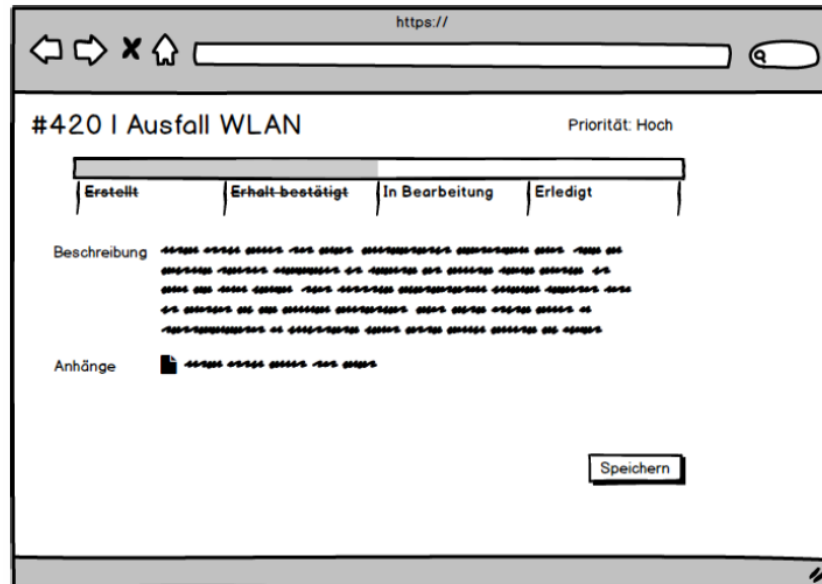 https://
#420 | Ausfall WLAN
Priorität: Hoch
Erstellt
Erhalt bestätigt
In Bearbeitung
Erledigt
Beschreibung
Anhänge
Speichern